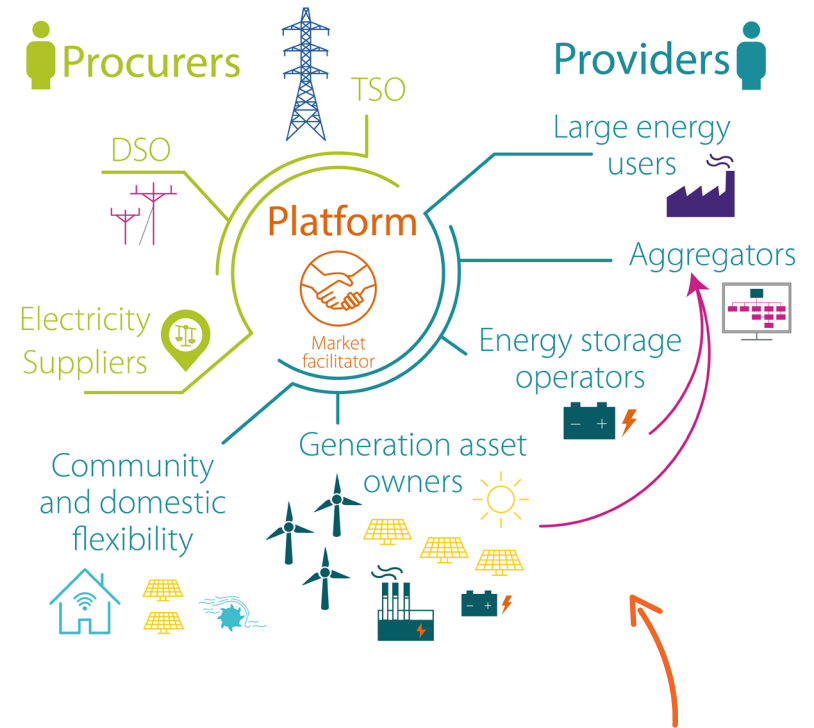 Procurers
Providers
TSO
DSO
Large energy
users
Platform
Market
facilitator
Aggregators
Electricity
Suppliers
Energy storage
operators
Generation asset
owners
Community
and domestic
flexibility